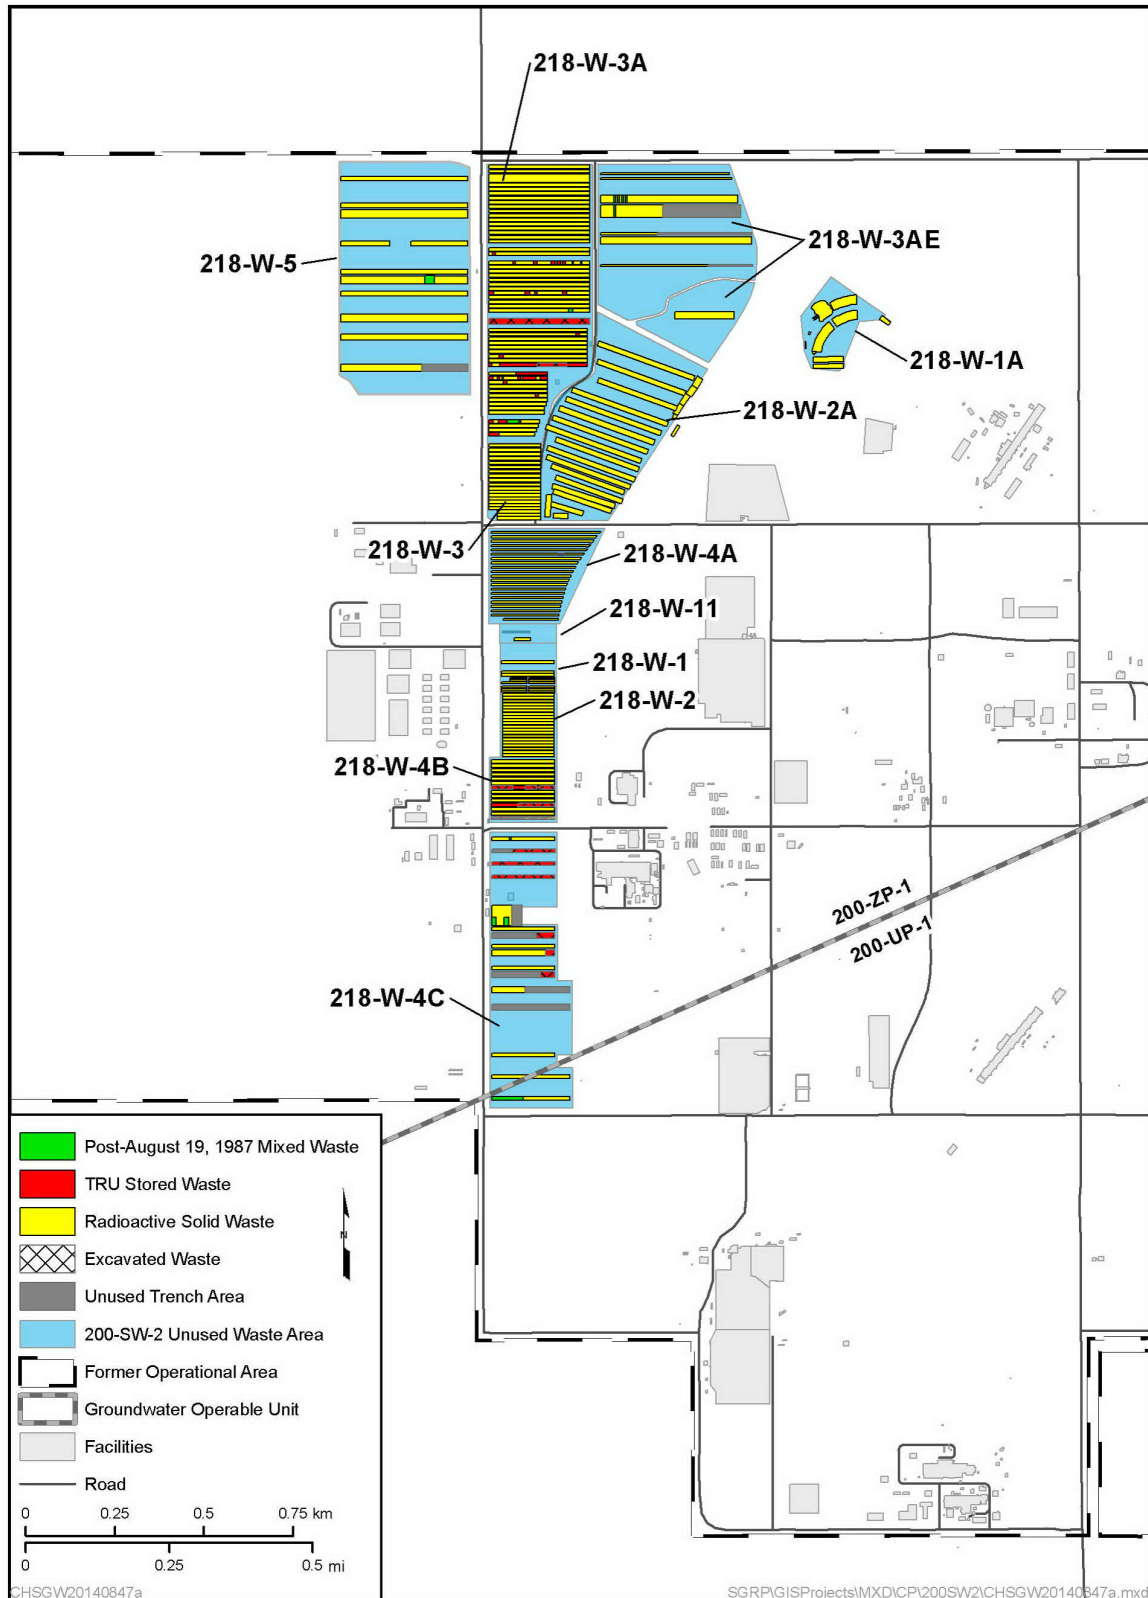 218-W-3A
218-W-5
218-W-3AE
218-W-1A
218-W-2A
218-W-3
218-W-4A
218-W-11
218-W-1
218-W-2
218-W-4B
200-ZP-1
200-UP-1
218-W-4C
Post-August 19, 1987 Mixed Waste
TRU Stored Waste
Radioactive Solid Waste
N
Excavated Waste
Unused Trench Area
200-SW-2 Unused Waste Area
Former Operational Area
Groundwater Operable Unit
Facilities
Road
0 0.25 0.5 0.75 km
0 0.25 0.5 mi
CHSGW20140847a
SGRP\GISProjects\MXD\CP\200SW2\CHSGW20140847a.mxd